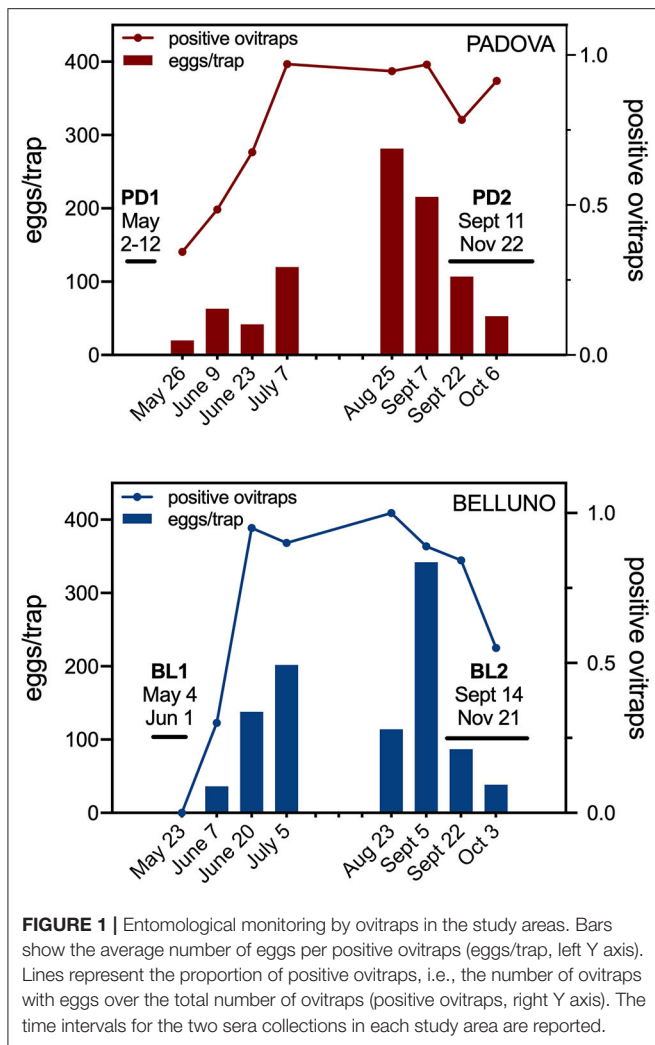 positive ovitraps
eggs/trap
PADOVA
400
300
200
100
0
eggs/trap
1.0
0.5
0.0
positive ovitraps
PD1
May
2-12
PD2
Sept 11
Nov 22
May 26
June 9
June 23
July 7
Aug 25
Sept 7
Sept 22
Oct 6
positive ovitraps
eggs/trap
BELLUNO
400
300
200
100
0
eggs/trap
1.0
0.5
0.0
positive ovitraps
BL1
May 4
Jun 1
BL2
Sept 14
Nov 21
May 23
June 7
June 20
July 5
Aug 23
Sept 5
Sept 22
Oct 3
FIGURE 1 | Entomological monitoring by ovitraps in the study areas. Bars
show the average number of eggs per positive ovitraps (eggs/trap, left Y axis).
Lines represent the proportion of positive ovitraps, i.e., the number of ovitraps
with eggs over the total number of ovitraps (positive ovitraps, right Y axis). The
time intervals for the two sera collections in each study area are reported.